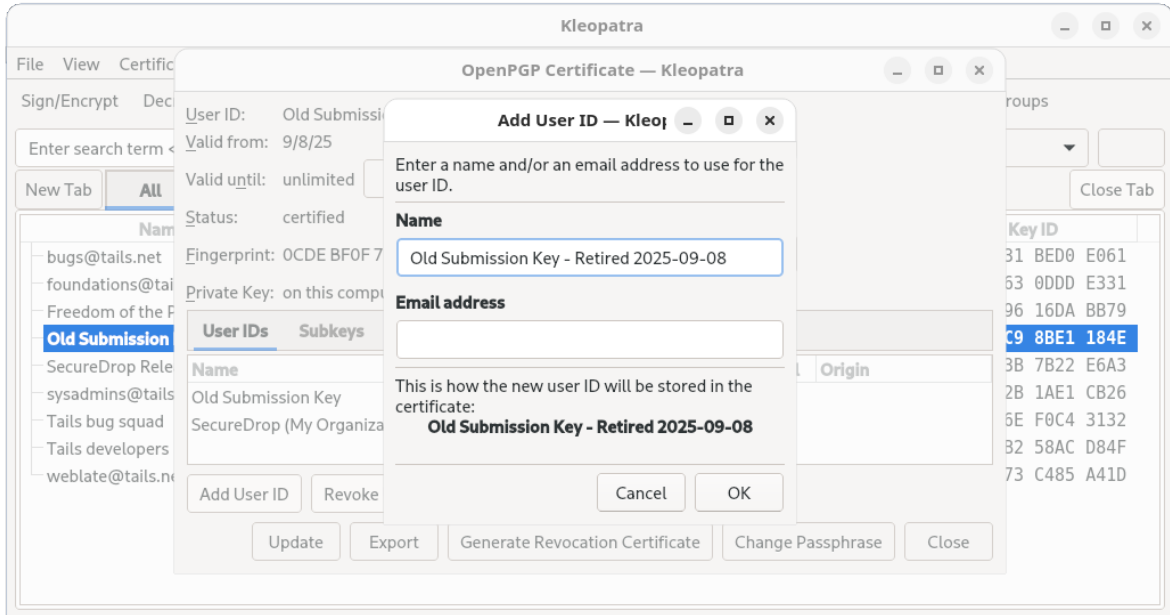 Kleopatra
File View Certific
OpenPGP Certificate — Kleopatra
Sign/Encrypt Dec
roups
User ID: Old Submissi
Add User ID — Kleop
Valid from: 9/8/25
Enter search term <
Enter a name and/or an email address to use for the
user ID.
Valid until: unlimited
New Tab All
Close Tab
Name
Status: certified
Name
Key ID
bugs@tails.net
Fingerprint: 0CDE BF0F 7
Old Submission Key - Retired 2025-09-08
31 BED0 E061
foundations@tai
63 0DDD E331
Private Key: on this compu
Email address
Freedom of the P
96 16DA BB79
User IDs Subkeys
Old Submission
C9 8BE1 184E
SecureDrop Rele
Name
Origin
3B 7B22 E6A3
This is how the new user ID will be stored in the
certificate:
sysadmins@tails
Old Submission Key
2B 1AE1 CB26
Tails bug squad
SecureDrop (My Organiza
Old Submission Key - Retired 2025-09-08
6E F0C4 3132
Tails developers
B2 58AC D84F
weblate@tails.ne
73 C485 A41D
Add User ID Revoke
Cancel OK
Update Export Generate Revocation Certificate Change Passphrase Close